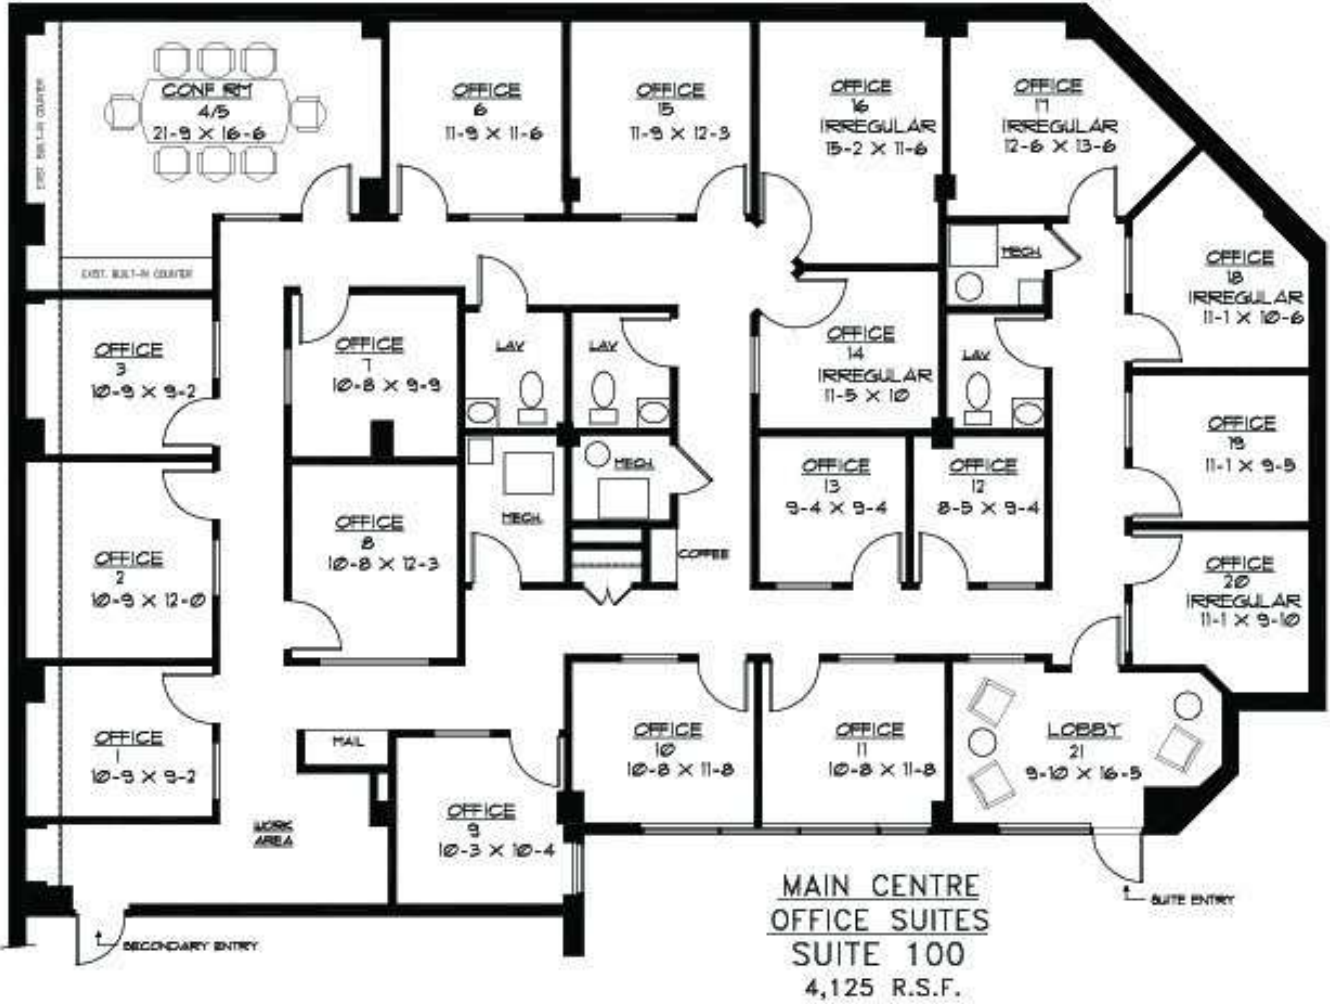 CONF RM
4/5
21-9 X 16-6
EXIST. BUILT-IN COUNTER
EXIST. BUILT-IN COUNTER
OFFICE
6
11-9 X 11-6
OFFICE
15
11-9 X 12-3
OFFICE
16
IRREGULAR
15-2 X 11-6
OFFICE
17
IRREGULAR
12-6 X 13-6
MECH.
OFFICE
18
IRREGULAR
11-1 X 10-6
OFFICE
3
10-9 X 9-2
OFFICE
7
10-8 X 9-9
LAV
LAV
OFFICE
14
IRREGULAR
11-5 X 10
LAV
OFFICE
19
11-1 X 9-5
OFFICE
2
10-9 X 12-0
OFFICE
8
10-8 X 12-3
MECH.
MECH.
COFFEE
OFFICE
13
9-4 X 9-4
OFFICE
12
8-9 X 9-4
OFFICE
20
IRREGULAR
11-1 X 9-10
OFFICE
1
10-9 X 9-2
MAIL
WORK
AREA
OFFICE
9
10-3 X 10-4
OFFICE
10
10-8 X 11-8
OFFICE
11
10-8 X 11-8
LOBBY
21
9-10 X 16-5
SUITE ENTRY
SECONDARY ENTRY
MAIN CENTRE
OFFICE SUITES
SUITE 100
4,125 R.S.F.